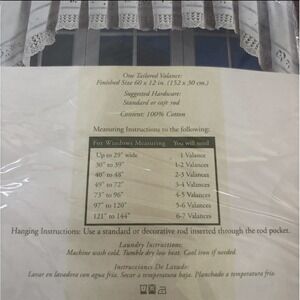 One Tailored Valance:
Finished Size 60 x 12 in. (152 x 30 cm.)
Suggested Hardware:
Standard or café rod
Content: 100% Cotton
Measuring Instructions to the following:
For Windows Measuring You will need
Up to 29" wide 1 Valance
30" to 39" 1-2 Valances
40" to 48" 2-3 Valances
49" to 72" 3-4 Valances
73" to 96" 4-5 Valances
97" to 120" 5-6 Valances
121" to 144" 6-7 Valances
Hanging Instructions: Use a standard or decorative rod inserted through the rod pocket.
Laundry Instructions:
Machine wash cold. Tumble dry low heat. Cool iron if needed.
Instrucciones De Lavado:
Lavar en lavadora con agua fria. Secar a temperatura baja. Planchado a temperatura fria.